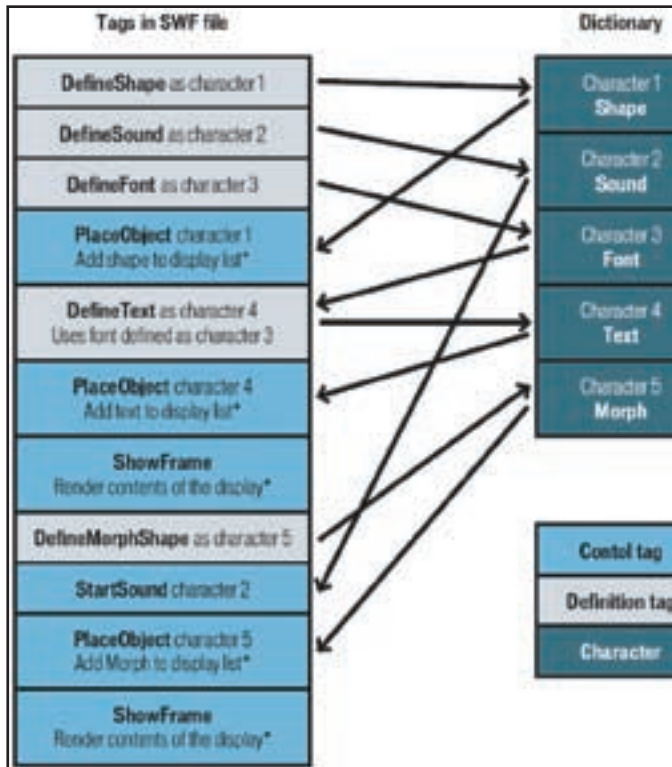 Tags in SWF file
DefineShape as character 1
DefineSound as character 2
DefineFont as character 3
PlaceObject character 1
Add shape to display list*
DefineText as character 4
Uses font defined as character 3
PlaceObject character 4
Add text to display list*
ShowFrame
Render contents of the display*
DefineMorphShape as character 5
StartSound character 2
PlaceObject character 5
Add Morph to display list*
ShowFrame
Render contents of the display*
Dictionary
Character 1
Shape
Character 2
Sound
Character 3
Font
Character 4
Text
Character 5
Morph
Contol tag
Definition tag
Character